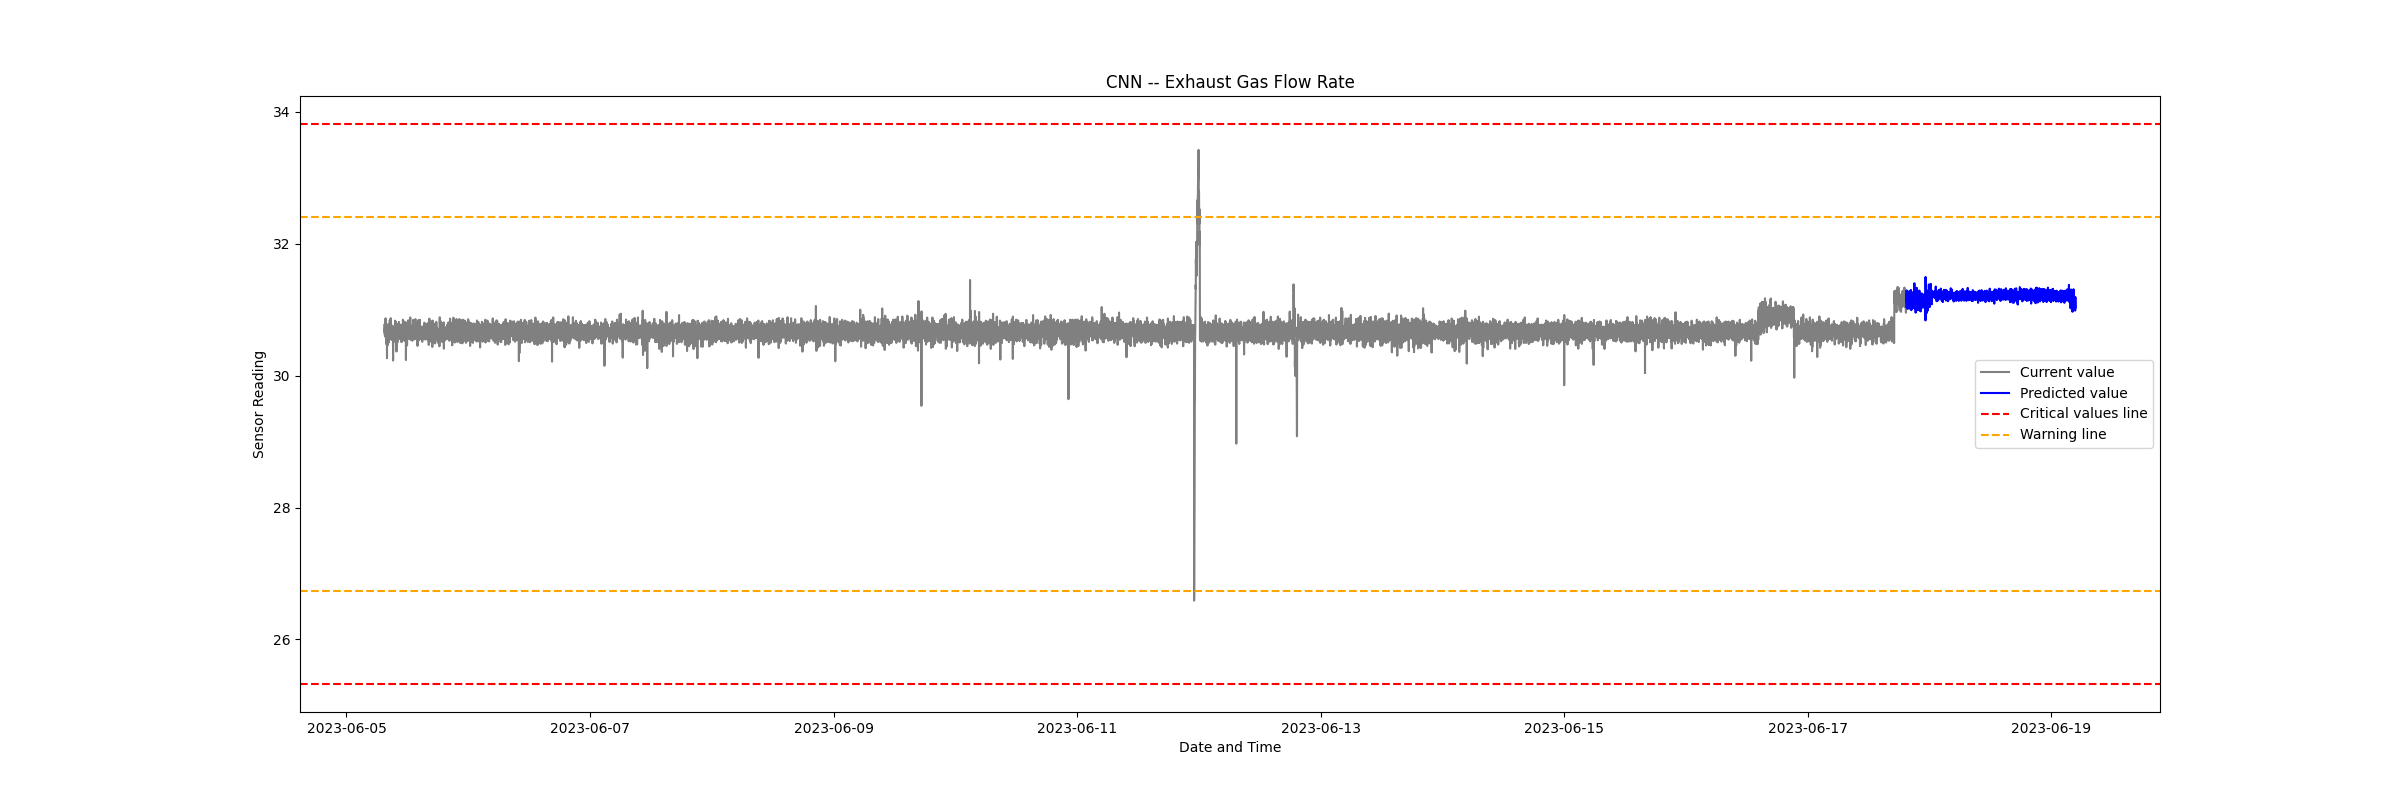 CNN -- Exhaust Gas Flow Rate
34
32
30
28
26
Sensor Reading
Current value
Predicted value
Critical values line
Warning line
2023-06-05
2023-06-07
2023-06-09
2023-06-11
2023-06-13
2023-06-15
2023-06-17
2023-06-19
Date and Time